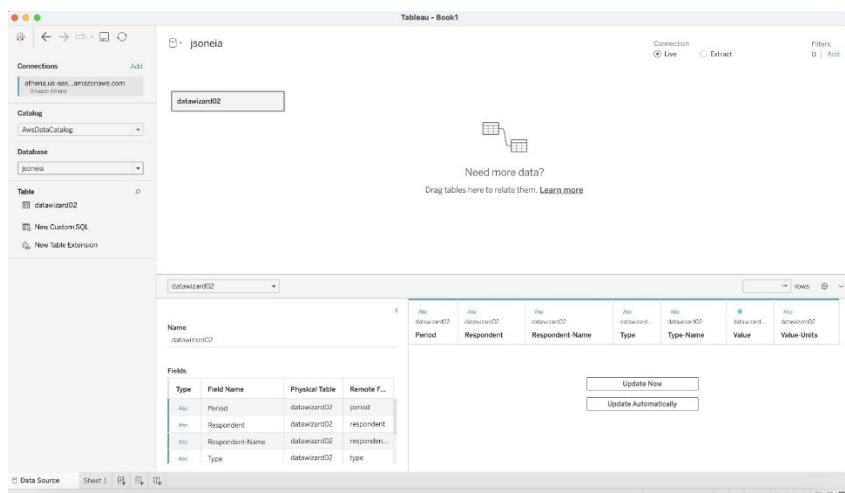 Tableau - Book1
jsoneia
Connection
Live
Extract
Filters
0 | Add
Connections
Add
athena.us-eas...amazonaws.com
Amazon Athena
Catalog
AwsDataCatalog
Database
jsoneia
Table
datawizard02
New Custom SQL
New Table Extension
datawizard02
Need more data?
Drag tables here to relate them. Learn more
datawizard02
rows
Name
datawizard02
Fields
Type Field Name Physical Table Remote F...
Abc Period datawizard02 period
Abc Respondent datawizard02 respondent
Abc Respondent-Name datawizard02 responden...
Abc Type datawizard02 type
Abc Abc Abc Abc Abc # Abc
datawizard02 datawizard02 datawizard02 datawizard... datawizard02 datawizard... datawizard02
Period Respondent Respondent-Name Type Type-Name Value Value-Units
Update Now
Update Automatically
Data Source
Sheet 1